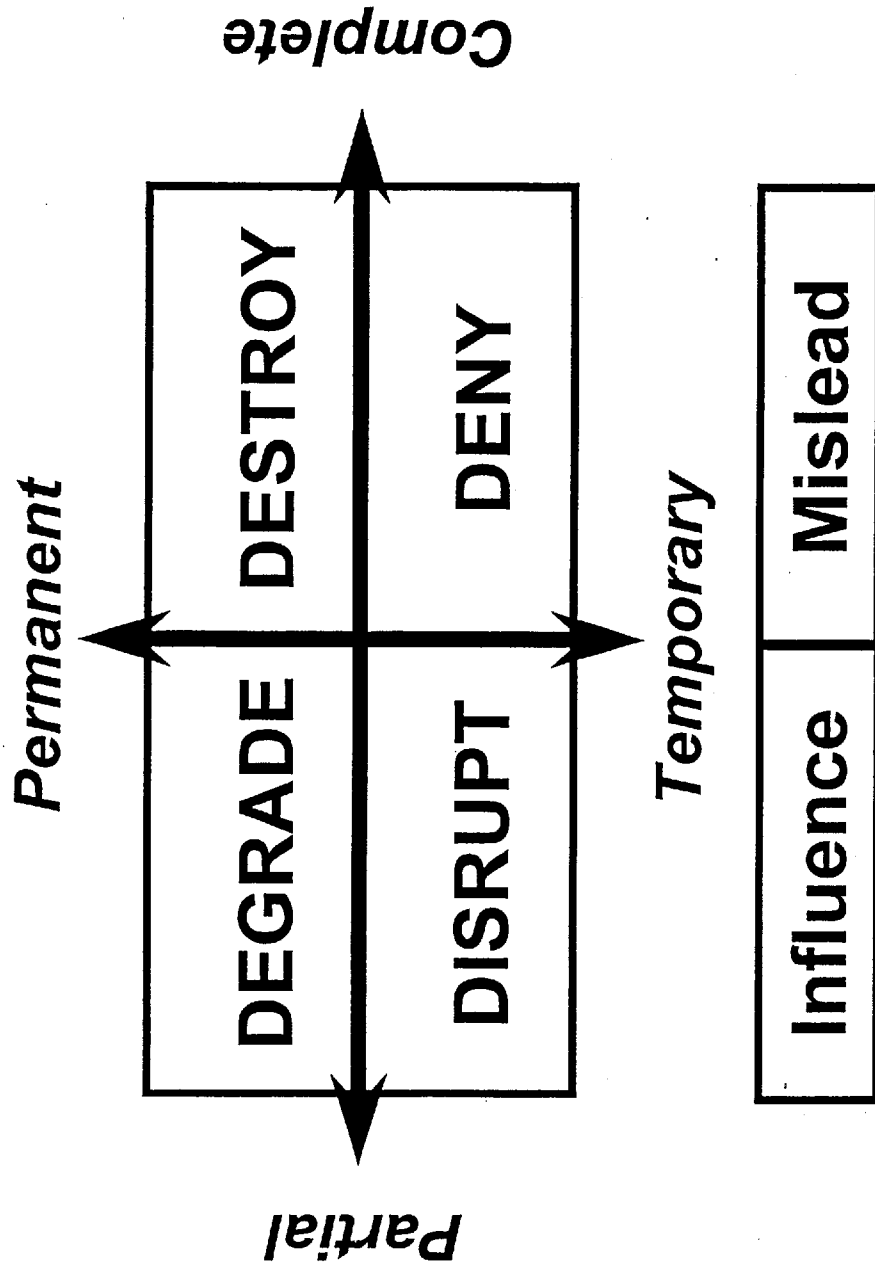 Permanent
Partial
Complete
DEGRADE
DESTROY
DISRUPT
DENY
Temporary
Influence
Mislead